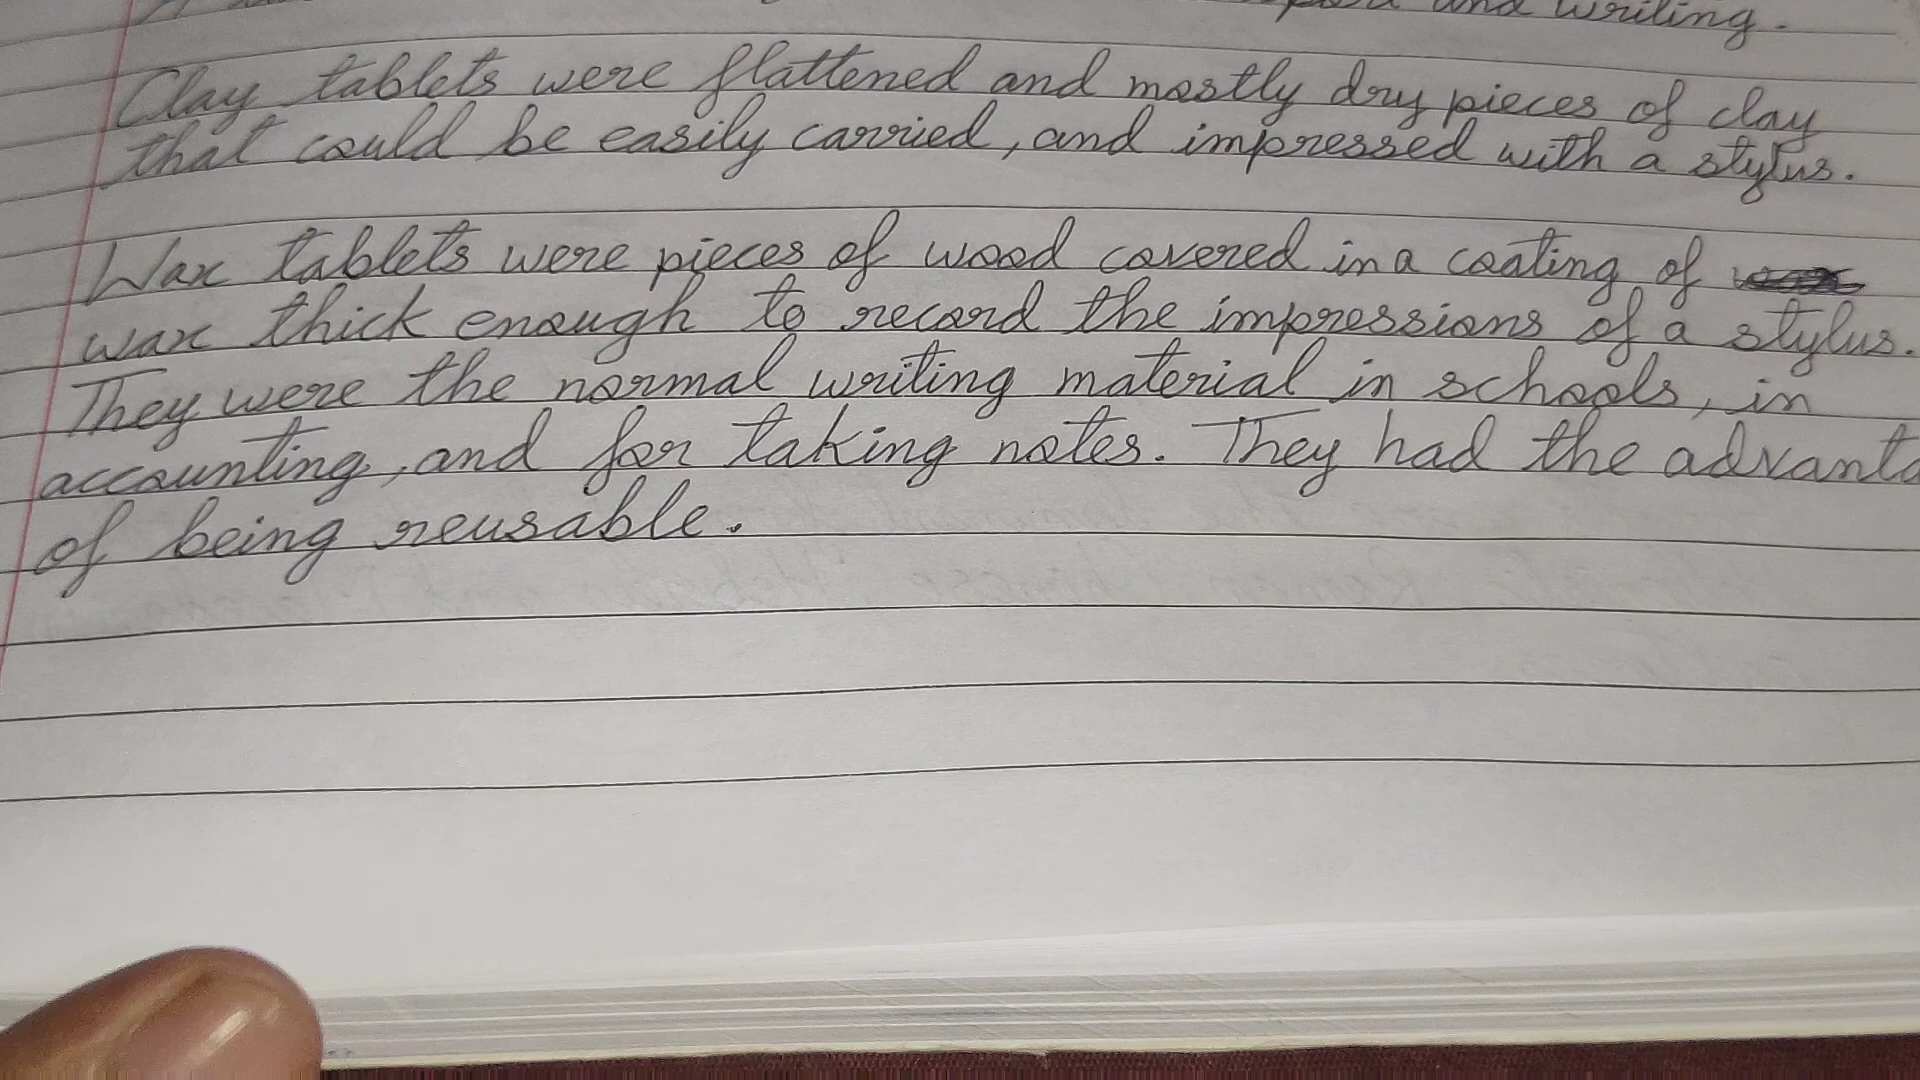 and writing.
Clay tablets were flattened and mostly dry pieces of clay
that could be easily carried, and impressed with a stylus.
Wax tablets were pieces of wood covered in a coating of
wax thick enough to record the impressions of a stylus.
They were the normal writing material in schools, in
accounting, and for taking notes. They had the advanta
of being reusable.